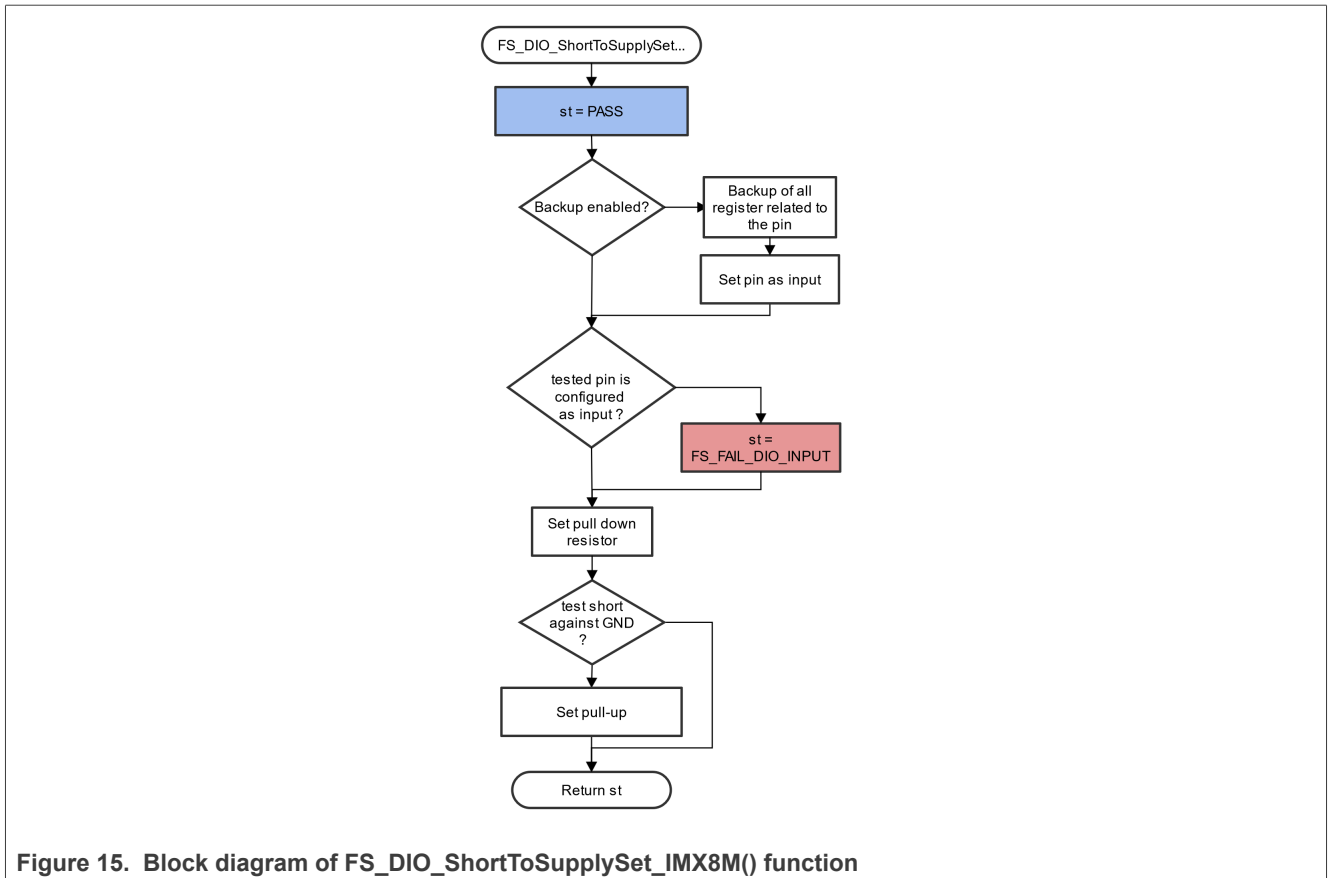 FS_DIO_ShortToSupplySet...
st = PASS
Backup enabled?
Backup of all
register related to
the pin
Set pin as input
tested pin is
configured
as input ?
st =
FS_FAIL_DIO_INPUT
Set pull down
resistor
test short
against GND
?
Set pull-up
Return st
Figure 15. Block diagram of FS_DIO_ShortToSupplySet_IMX8M() function